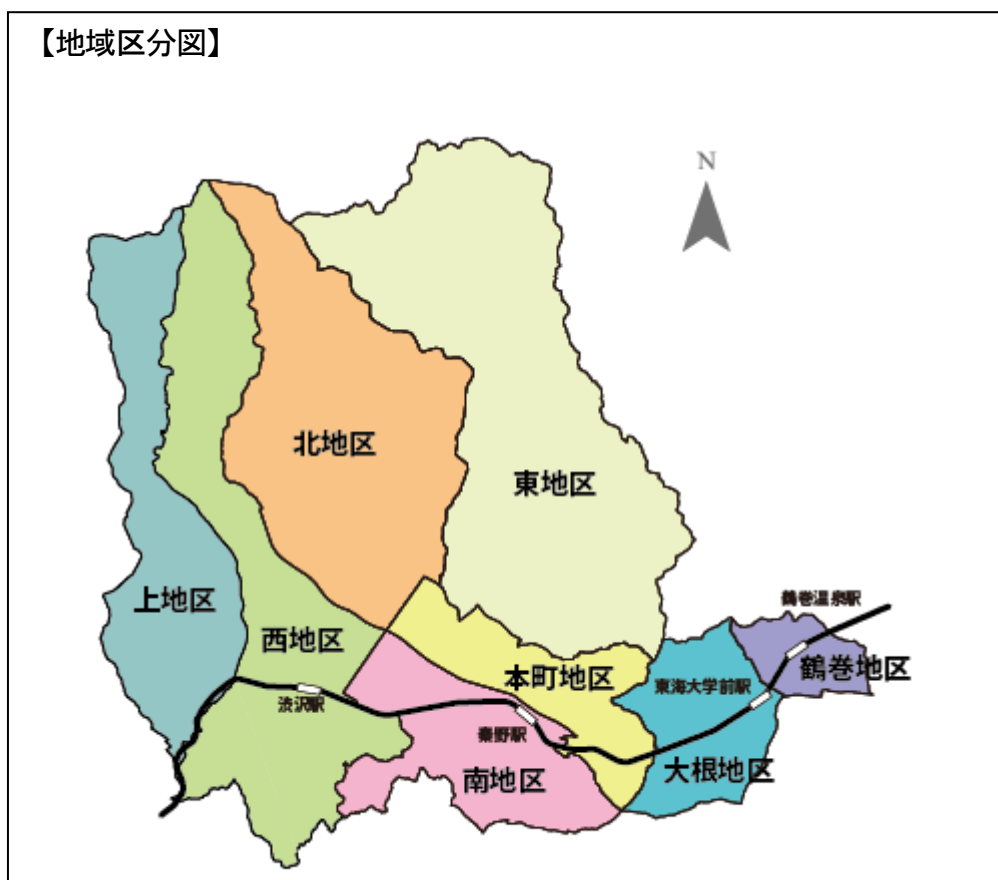 【地域区分図】
N
北地区
東地区
上地区
西地区
鶴巻温泉駅
本町地区
鶴巻地区
東海大学前駅
渋沢駅
秦野駅
南地区
大根地区